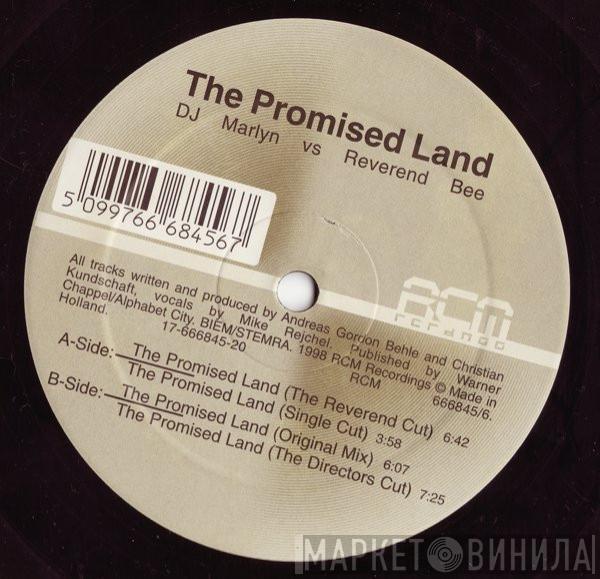 The Promised Land
DJ Marlyn vs Reverend Bee
5 099766 684567
RCM
rcrdngs
All tracks written and produced by Andreas Gordon Behle and Christian
Kundschaft, vocals by Mike Rejchel. Published by Warner
Chappel/Alphabet City. BIEM/STEMRA. 1998 RCM Recordings © Made in
Holland. 17-666845-20 RCM 666845/6.
A-Side: The Promised Land (The Reverend Cut) 6:42
The Promised Land (Single Cut) 3:58
B-Side: The Promised Land (Original Mix) 6:07
The Promised Land (The Directors Cut) 7:25
МАРКЕТ ВИНИЛА